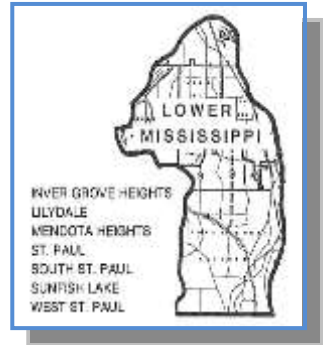 LOWER
MISSISSIPPI
INVER GROVE HEIGHTS
LILYDALE
MENDOTA HEIGHTS
ST. PAUL
SOUTH ST. PAUL
SUNFISH LAKE
WEST ST. PAUL